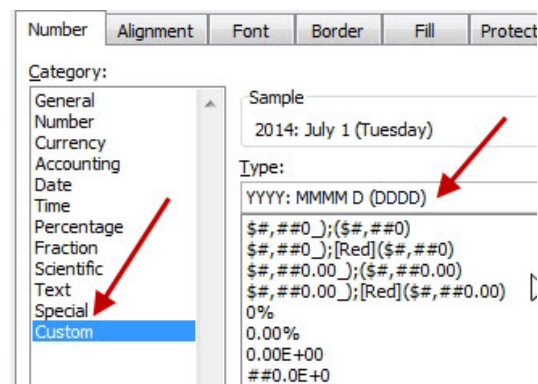 Number Alignment Font Border Fill Protect
Category:
General
Number
Currency
Accounting
Date
Time
Percentage
Fraction
Scientific
Text
Special
Custom
Sample
2014: July 1 (Tuesday)
Type:
YYYY: MMMM D (DDDD)
$#,##0_);($#,##0)
$#,##0_);[Red]($#,##0)
$#,##0.00_);($#,##0.00)
$#,##0.00_);[Red]($#,##0.00)
0%
0.00%
0.00E+00
##0.0E+0